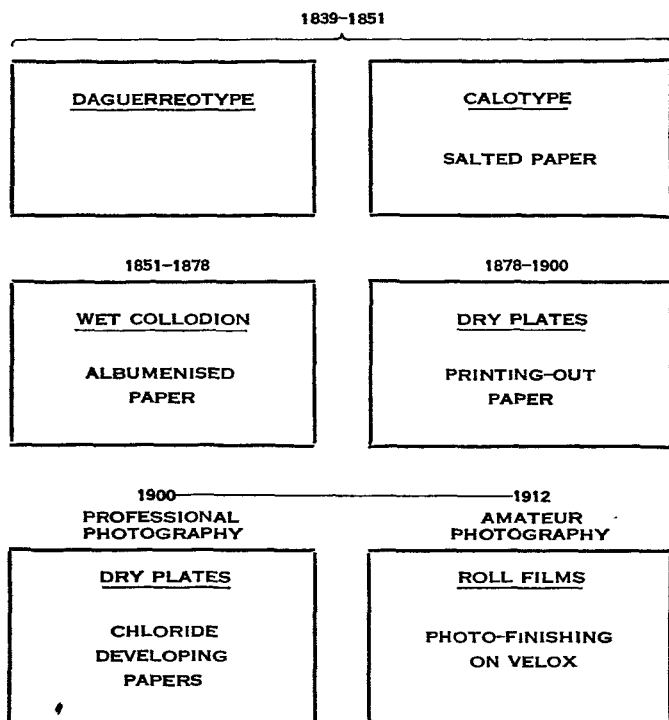 1839–1851
DAGUERREOTYPE
CALOTYPE
SALTED PAPER
1851–1878
WET COLLODION
ALBUMENISED
PAPER
1878–1900
DRY PLATES
PRINTING-OUT
PAPER
1900 1912
PROFESSIONAL
PHOTOGRAPHY
DRY PLATES
CHLORIDE
DEVELOPING
PAPERS
AMATEUR
PHOTOGRAPHY
ROLL FILMS
PHOTO-FINISHING
ON VELOX